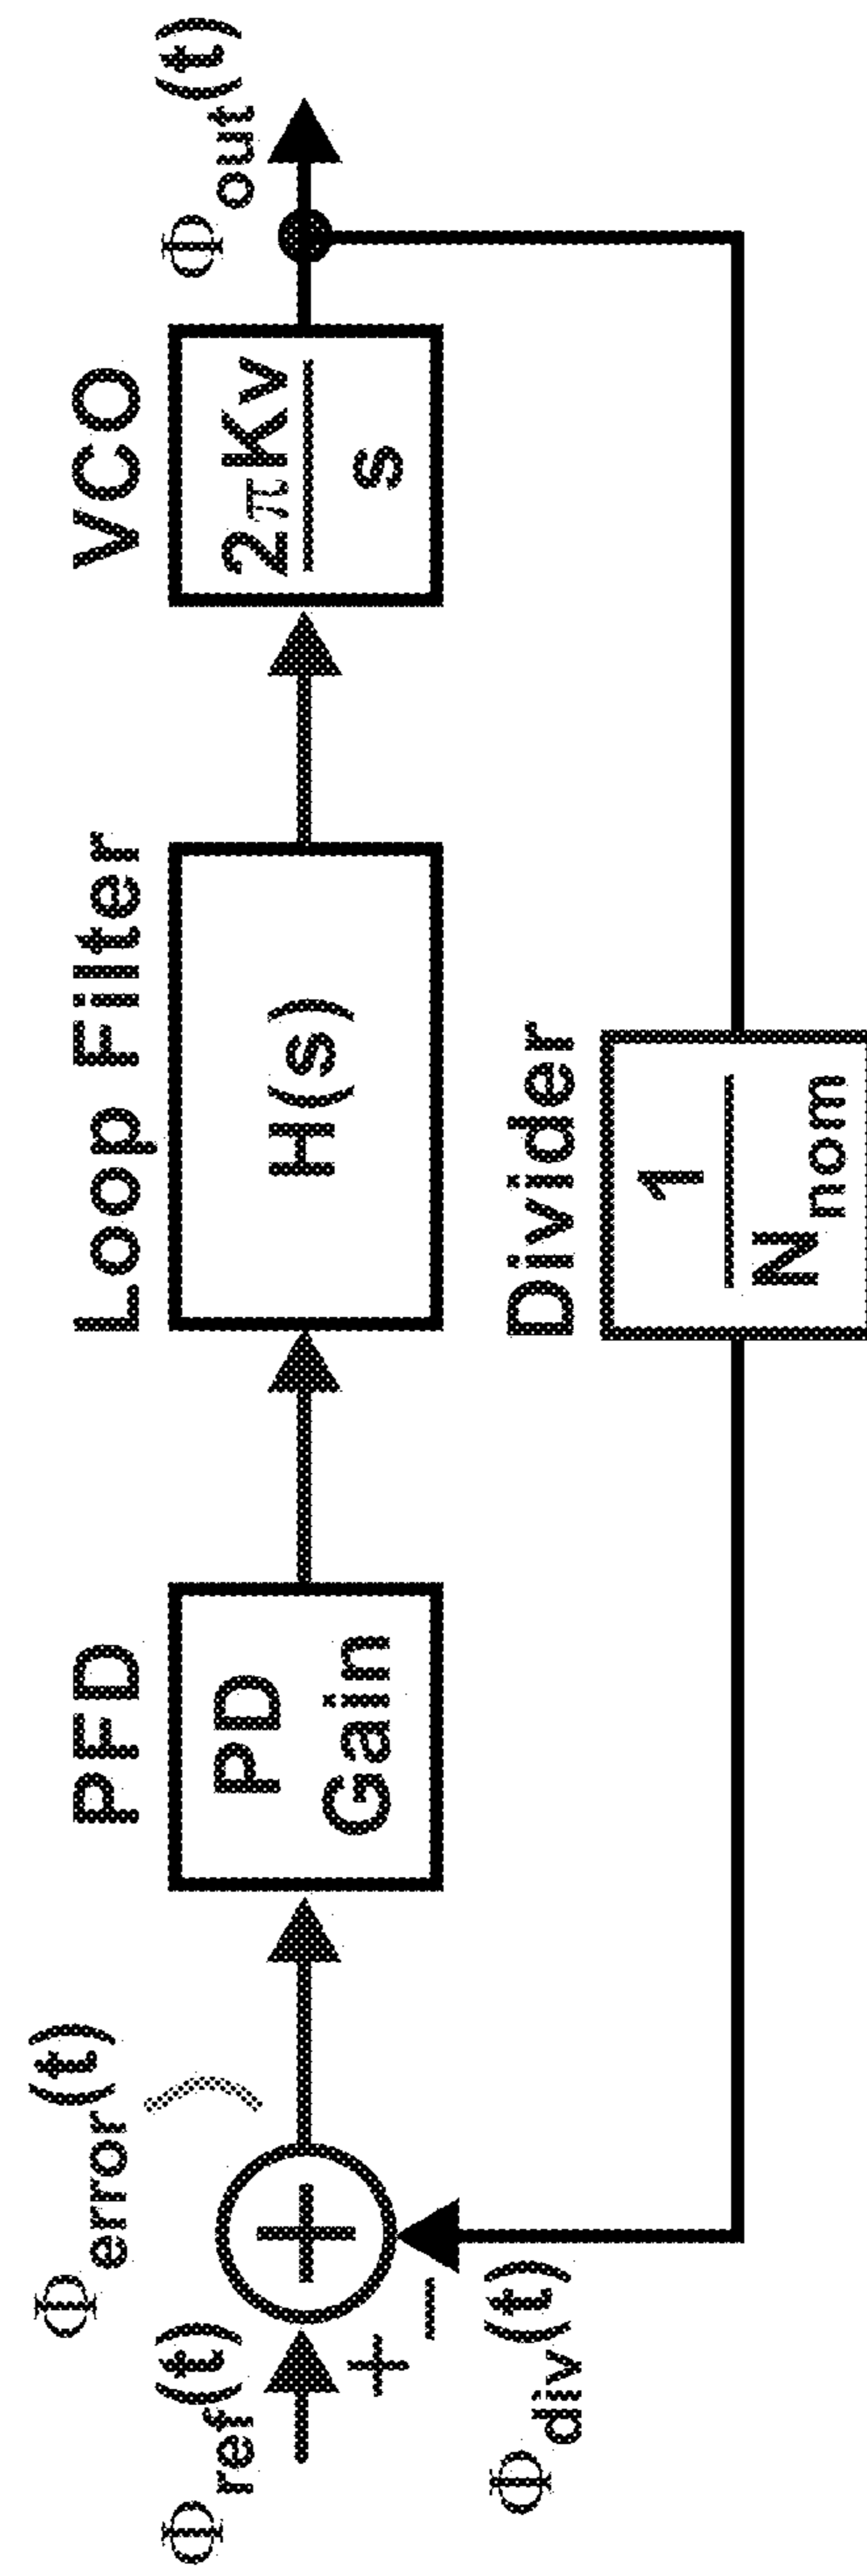 Φref(t)
+
−
Φdiv(t)
Φerror(t)
+
PFD
PD
Gain
Loop Filter
H(s)
VCO
2πKv
s
Φout(t)
Divider
1
Nnom